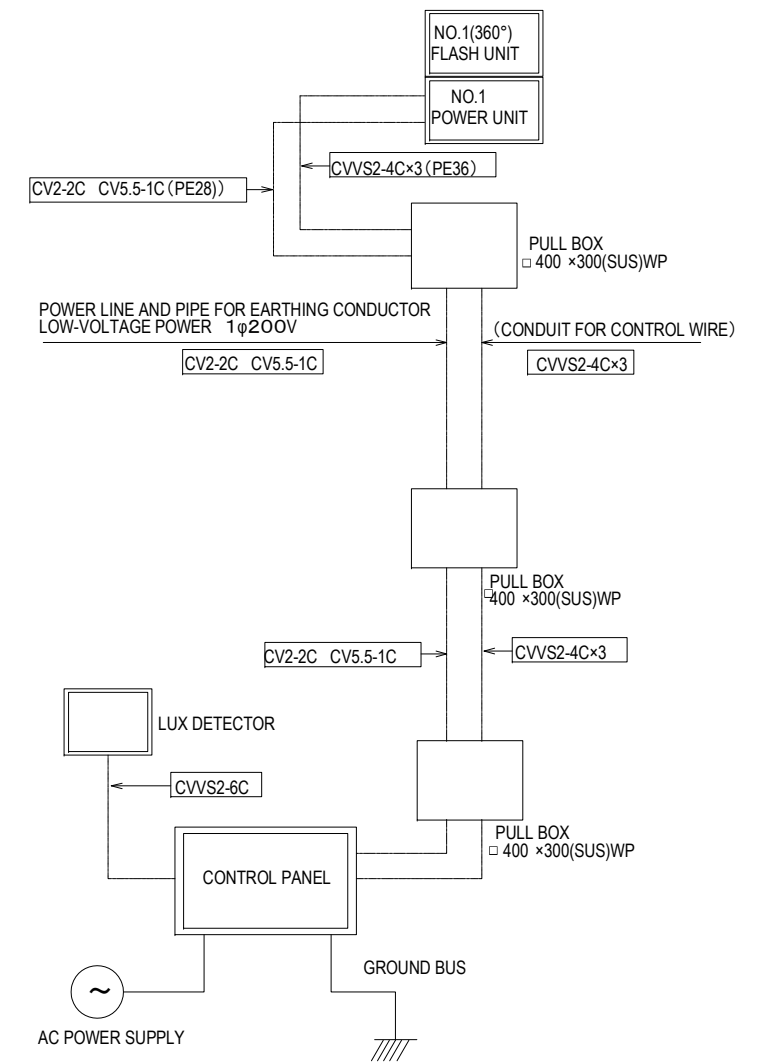 NO.1(360°)
FLASH UNIT
NO.1
POWER UNIT
CVVS2-4C×3(PE36)
CV2-2C CV5.5-1C(PE28))
PULL BOX
□ 400 ×300(SUS)WP
POWER LINE AND PIPE FOR EARTHING CONDUCTOR
LOW-VOLTAGE POWER 1φ200V
(CONDUIT FOR CONTROL WIRE)
CV2-2C CV5.5-1C
CVVS2-4C×3
PULL BOX
□400 ×300(SUS)WP
CV2-2C CV5.5-1C
CVVS2-4C×3
LUX DETECTOR
CVVS2-6C
PULL BOX
□ 400 ×300(SUS)WP
CONTROL PANEL
GROUND BUS
~
AC POWER SUPPLY